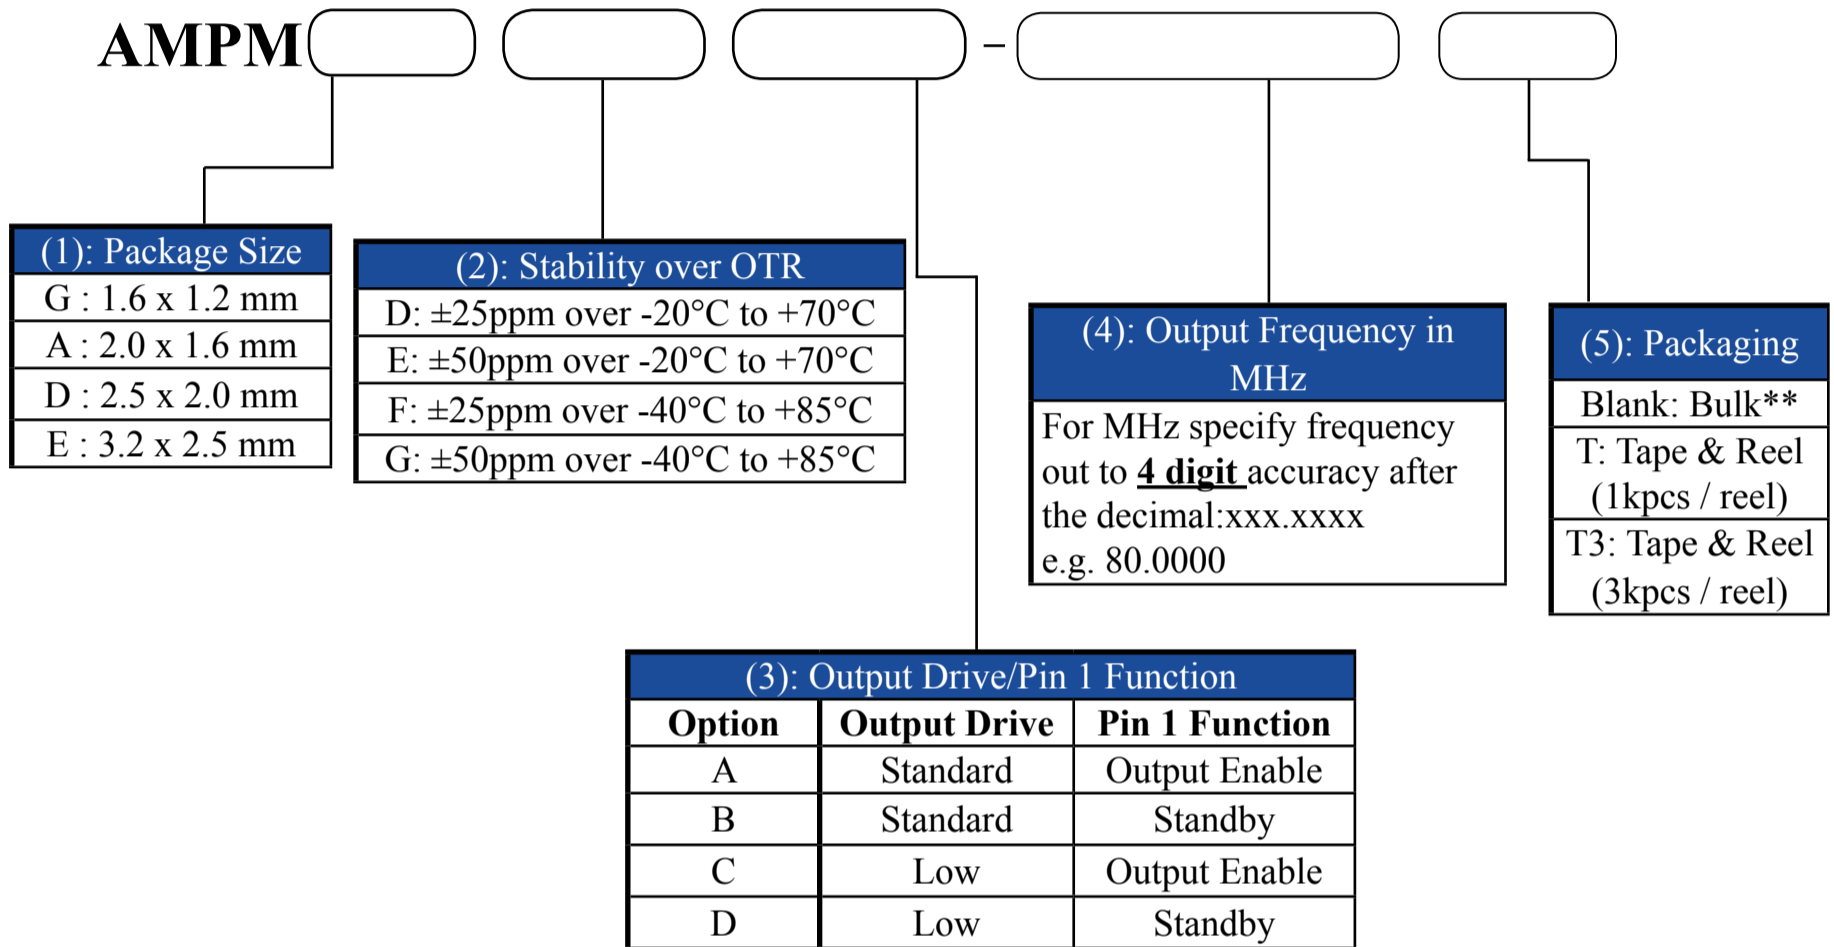 AMPM –
(1): Package Size
G : 1.6 x 1.2 mm
A : 2.0 x 1.6 mm
D : 2.5 x 2.0 mm
E : 3.2 x 2.5 mm
(2): Stability over OTR
D: ±25ppm over -20°C to +70°C
E: ±50ppm over -20°C to +70°C
F: ±25ppm over -40°C to +85°C
G: ±50ppm over -40°C to +85°C
(4): Output Frequency in
MHz
For MHz specify frequency
out to 4 digit accuracy after
the decimal:xxx.xxxx
e.g. 80.0000
(5): Packaging
Blank: Bulk**
T: Tape & Reel
(1kpcs / reel)
T3: Tape & Reel
(3kpcs / reel)
(3): Output Drive/Pin 1 Function
Option Output Drive Pin 1 Function
A Standard Output Enable
B Standard Standby
C Low Output Enable
D Low Standby